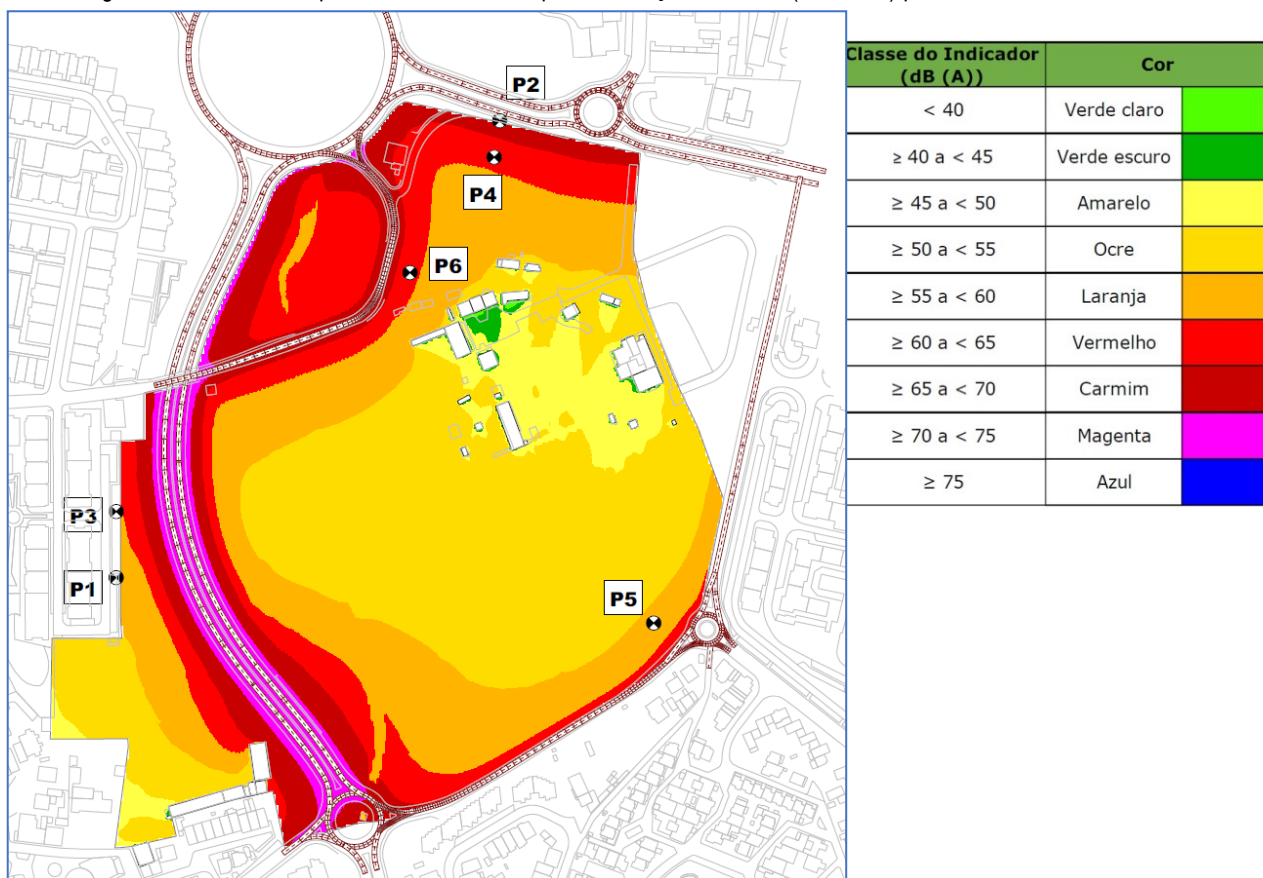 P2
P4
P6
P3
P1
P5
Classe do Indicador
(dB (A))
Cor
< 40
Verde claro
≥ 40 a < 45
Verde escuro
≥ 45 a < 50
Amarelo
≥ 50 a < 55
Ocre
≥ 55 a < 60
Laranja
≥ 60 a < 65
Vermelho
≥ 65 a < 70
Carmim
≥ 70 a < 75
Magenta
≥ 75
Azul